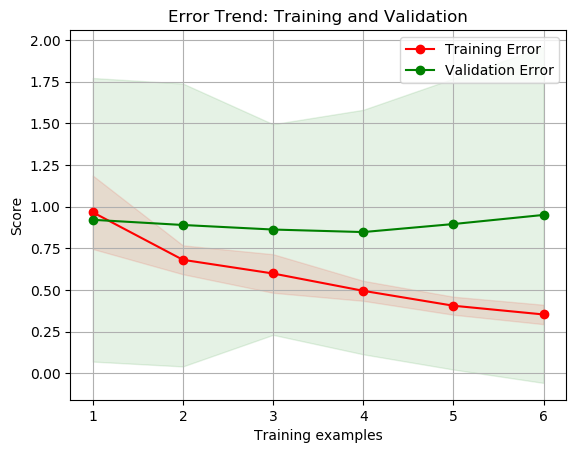 Error Trend: Training and Validation
Training Error
Validation Error
Score
2.00
1.75
1.50
1.25
1.00
0.75
0.50
0.25
0.00
1 2 3 4 5 6
Training examples